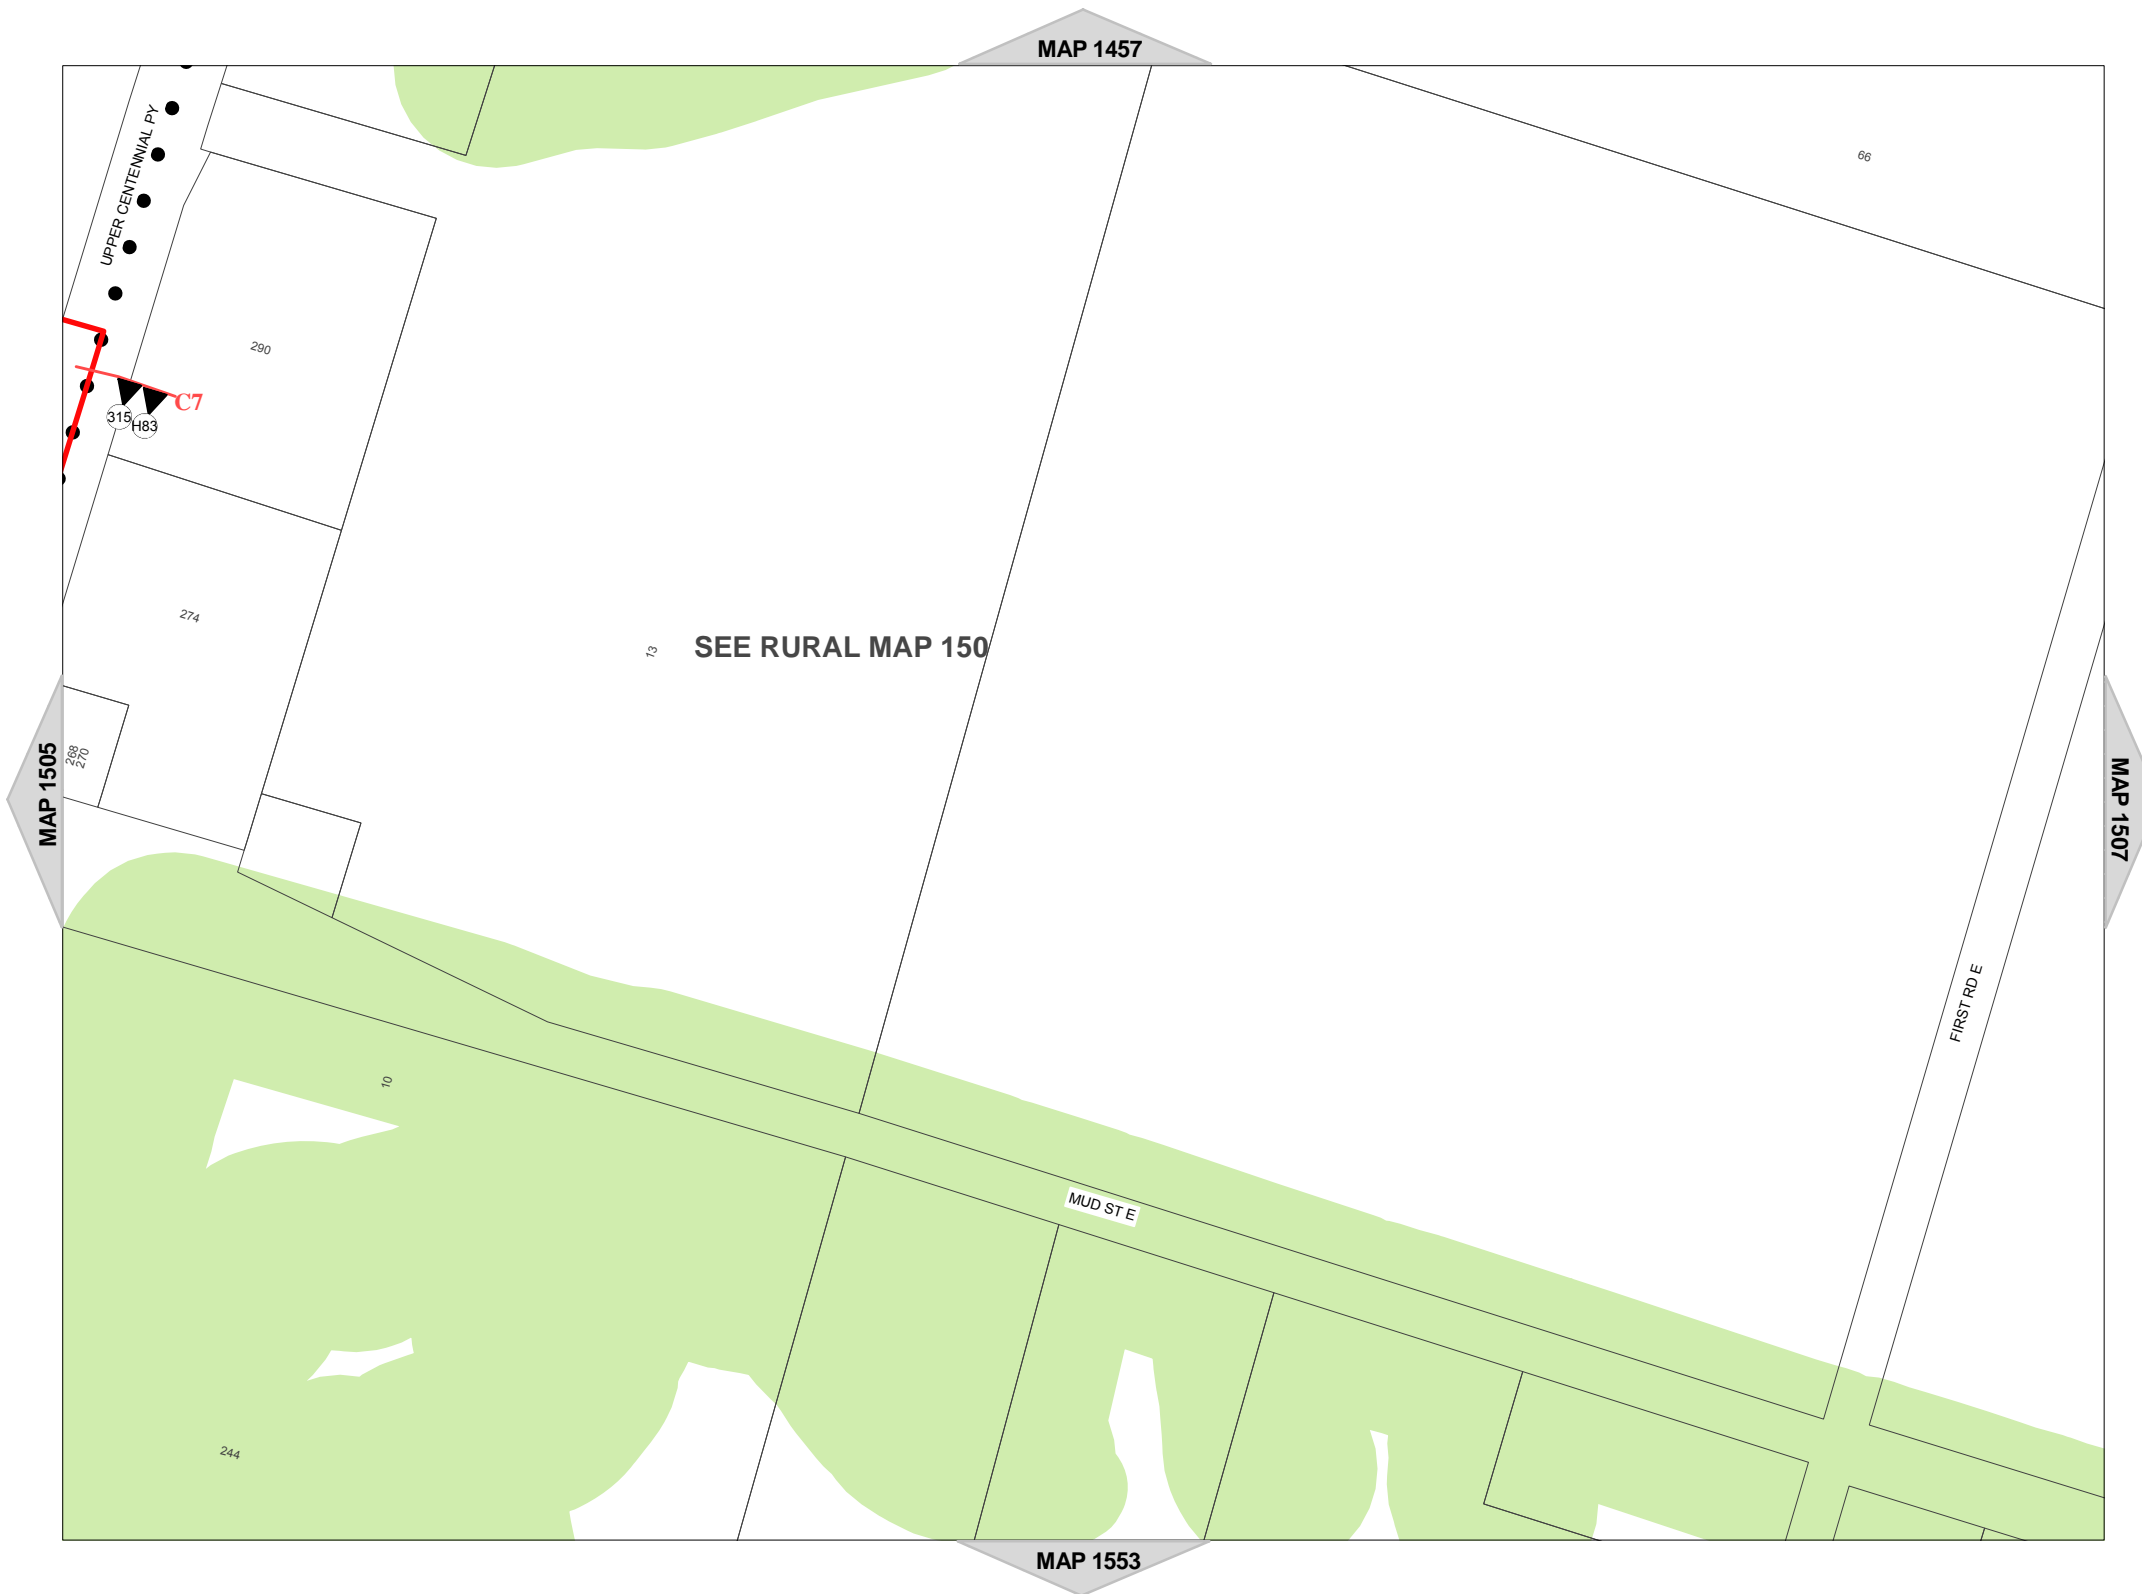 MAP 1457
UPPER CENTENNIAL PY
66
290
C7
315
H83
274
13
SEE RURAL MAP 150
268
270
MAP 1505
MAP 1507
FIRST RD E
10
MUD ST E
244
MAP 1553